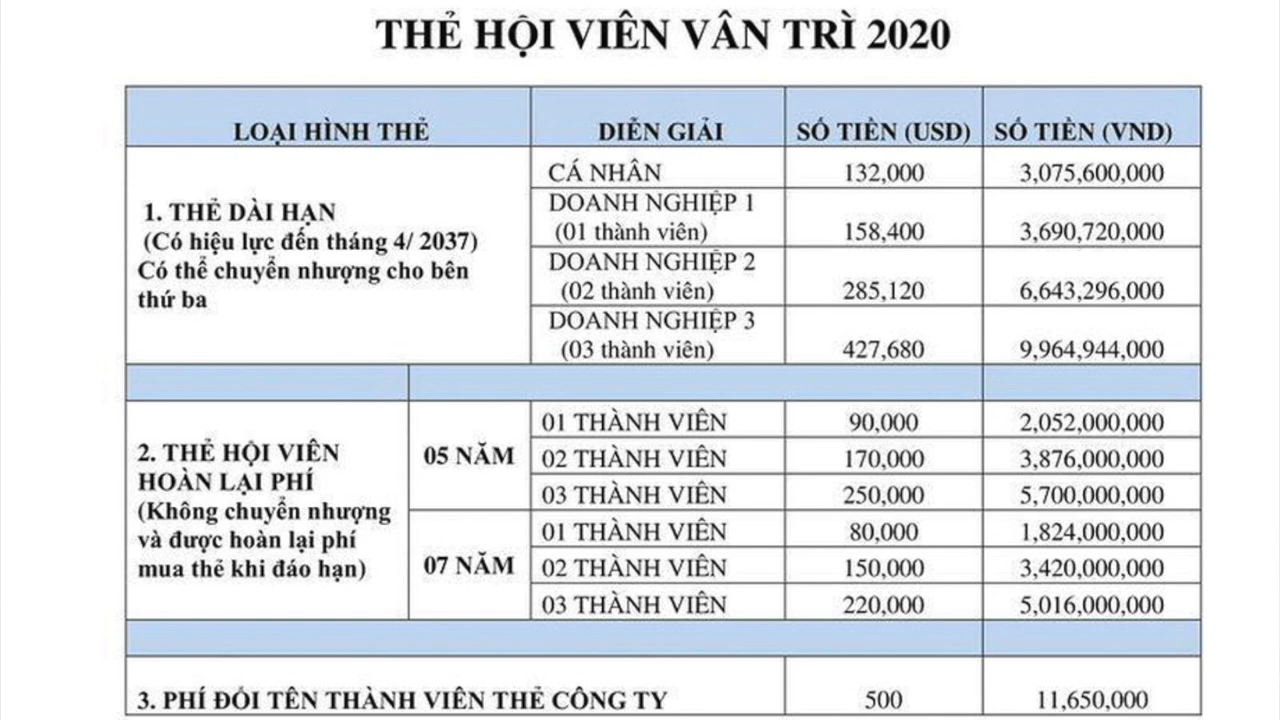 THẺ HỘI VIÊN VÂN TRÌ 2020
LOẠI HÌNH THẺ DIỄN GIẢI SỐ TIỀN (USD) SỐ TIỀN (VND)
1. THẺ DÀI HẠN
(Có hiệu lực đến tháng 4/ 2037)
Có thể chuyển nhượng cho bên
thứ ba
CÁ NHÂN 132,000 3,075,600,000
DOANH NGHIỆP 1
(01 thành viên) 158,400 3,690,720,000
DOANH NGHIỆP 2
(02 thành viên) 285,120 6,643,296,000
DOANH NGHIỆP 3
(03 thành viên) 427,680 9,964,944,000
2. THẺ HỘI VIÊN
HOÀN LẠI PHÍ
(Không chuyển nhượng
và được hoàn lại phí
mua thẻ khi đáo hạn)
05 NĂM
01 THÀNH VIÊN 90,000 2,052,000,000
02 THÀNH VIÊN 170,000 3,876,000,000
03 THÀNH VIÊN 250,000 5,700,000,000
07 NĂM
01 THÀNH VIÊN 80,000 1,824,000,000
02 THÀNH VIÊN 150,000 3,420,000,000
03 THÀNH VIÊN 220,000 5,016,000,000
3. PHÍ ĐỔI TÊN THÀNH VIÊN THẺ CÔNG TY 500 11,650,000